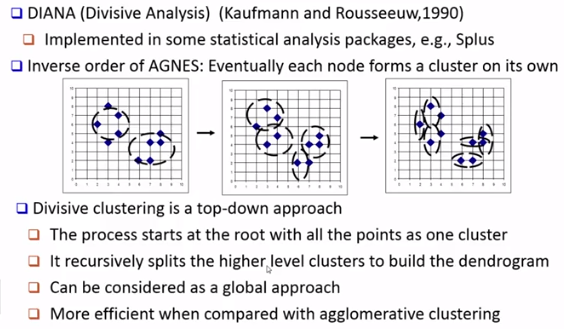 DIANA (Divisive Analysis) (Kaufmann and Rousseeuw,1990)
Implemented in some statistical analysis packages, e.g., Splus
Inverse order of AGNES: Eventually each node forms a cluster on its own
Divisive clustering is a top-down approach
The process starts at the root with all the points as one cluster
It recursively splits the higher level clusters to build the dendrogram
Can be considered as a global approach
More efficient when compared with agglomerative clustering